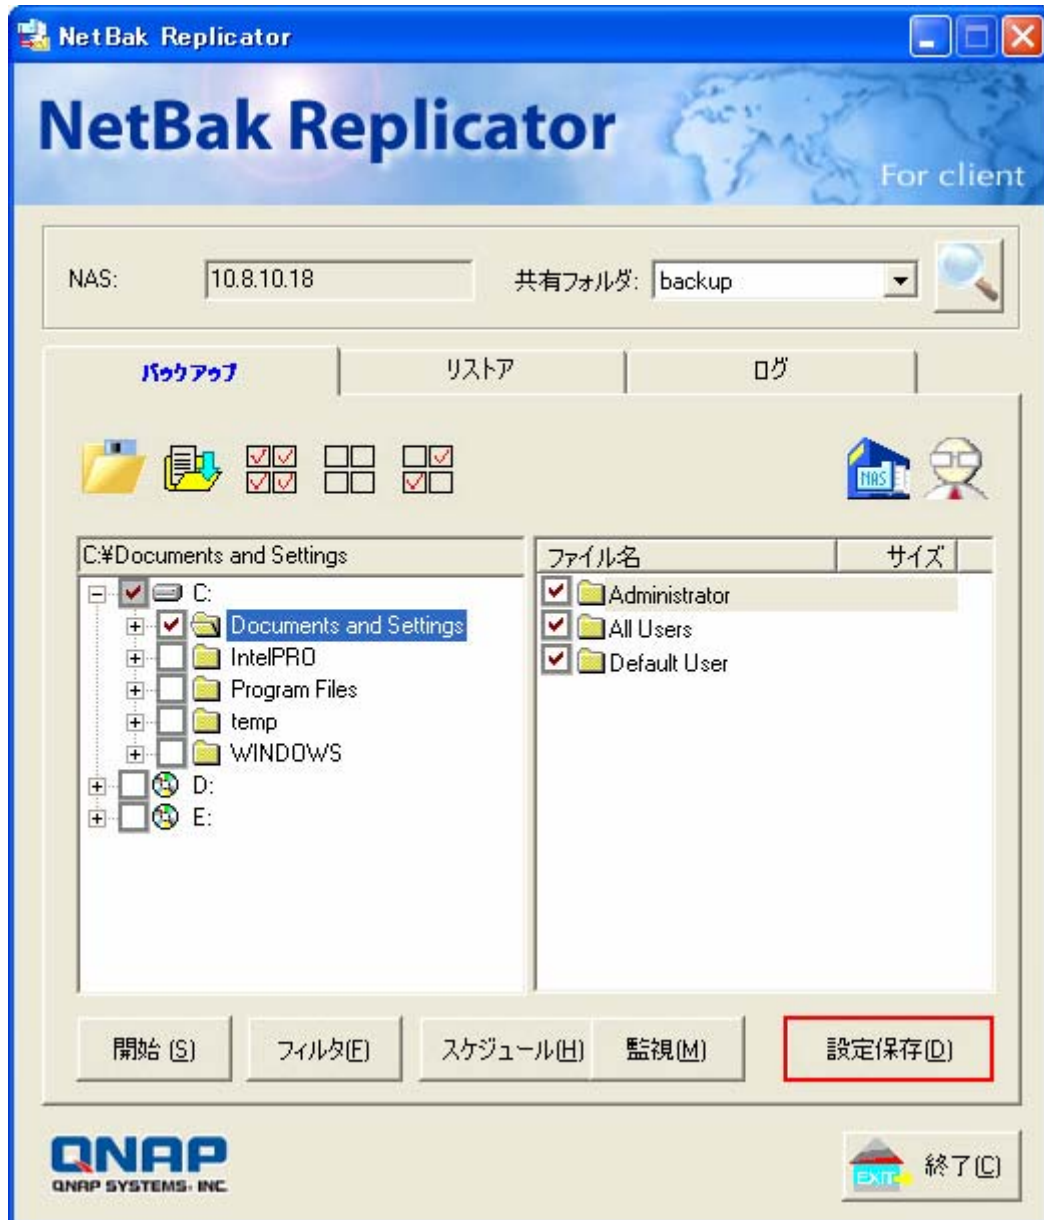 NetBak Replicator
NetBak Replicator
For client
NAS: 10.8.10.18 共有フォルダ: backup
バックアップ リストア ログ
NAS
C:¥Documents and Settings
ファイル名 サイズ
C:
Documents and Settings
IntelPRO
Program Files
temp
WINDOWS
D:
E:
Administrator
All Users
Default User
開始 (S) フィルタ(F) スケジュール(H) 監視(M) 設定保存(D)
QNAP
QNAP SYSTEMS. INC
EXIT 終了(C)